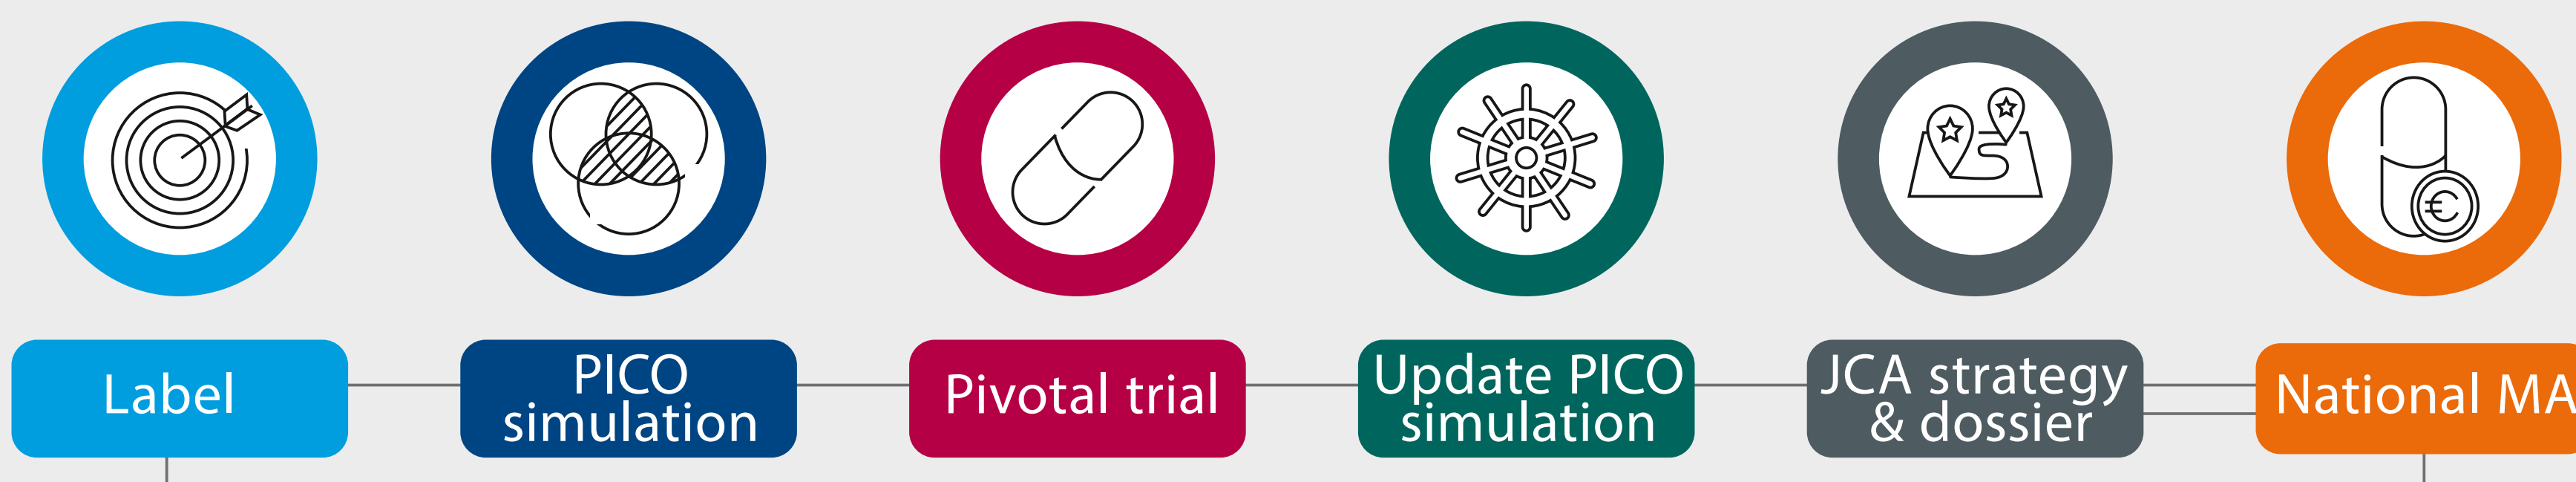 Label
PICO
simulation
Pivotal trial
Update PICO
simulation
JCA strategy
& dossier
National MA